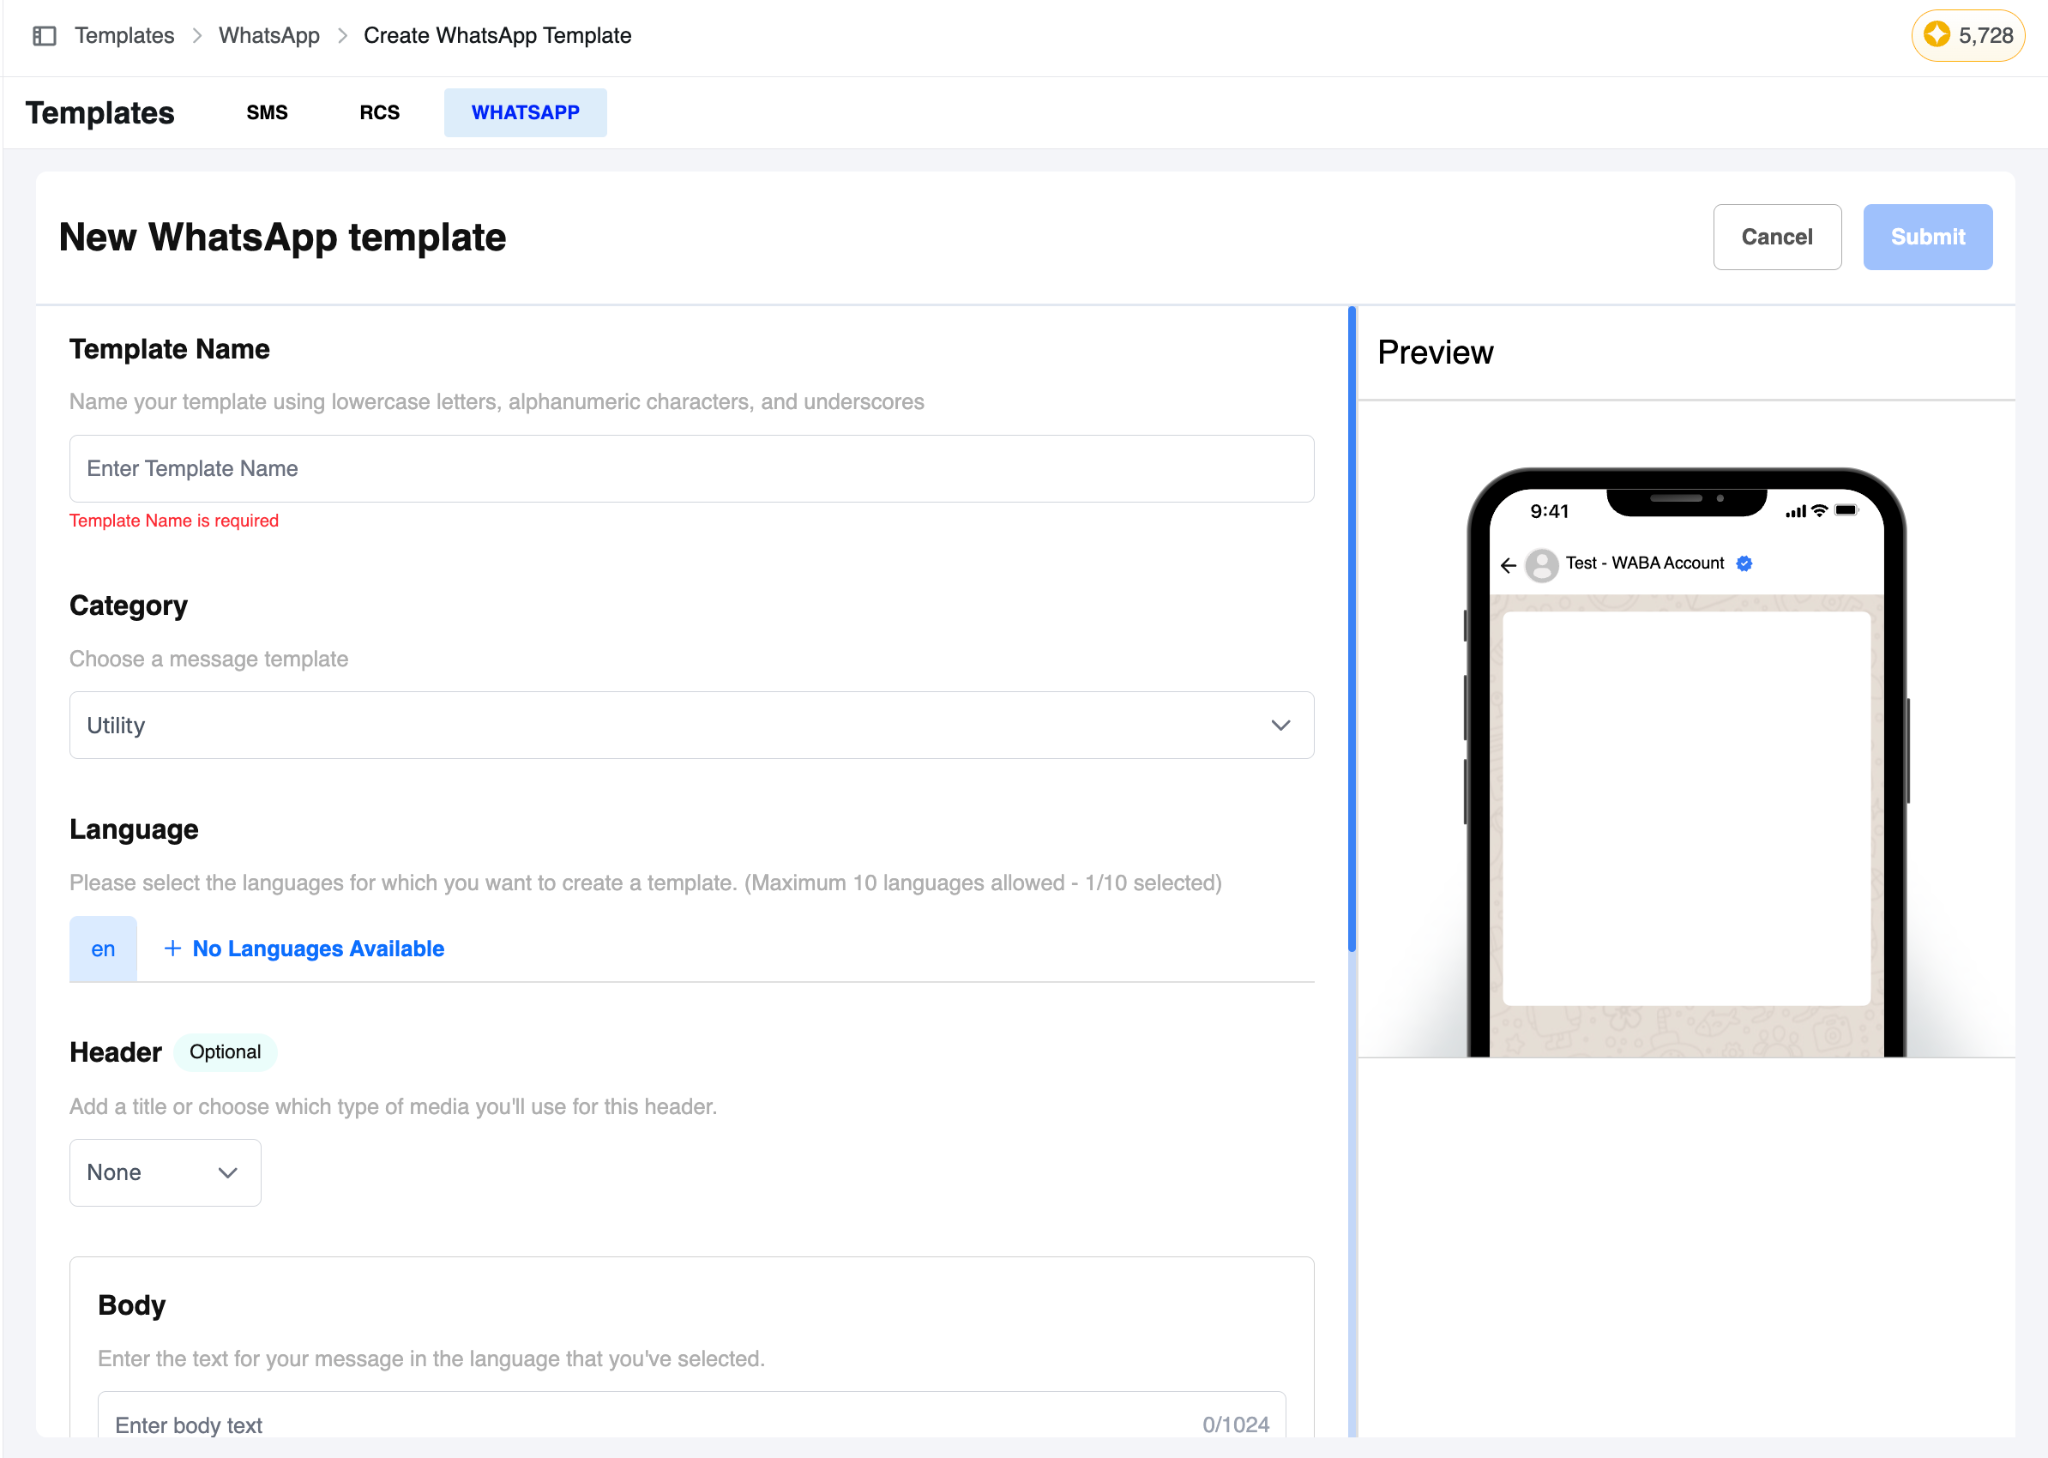 Templates > WhatsApp > Create WhatsApp Template
5,728
Templates SMS RCS WHATSAPP
New WhatsApp template
Cancel Submit
Template Name
Name your template using lowercase letters, alphanumeric characters, and underscores
Enter Template Name
Template Name is required
Category
Choose a message template
Utility
Language
Please select the languages for which you want to create a template. (Maximum 10 languages allowed - 1/10 selected)
en + No Languages Available
Header Optional
Add a title or choose which type of media you'll use for this header.
None
Body
Enter the text for your message in the language that you've selected.
Enter body text 0/1024
Preview
9:41
Test - WABA Account